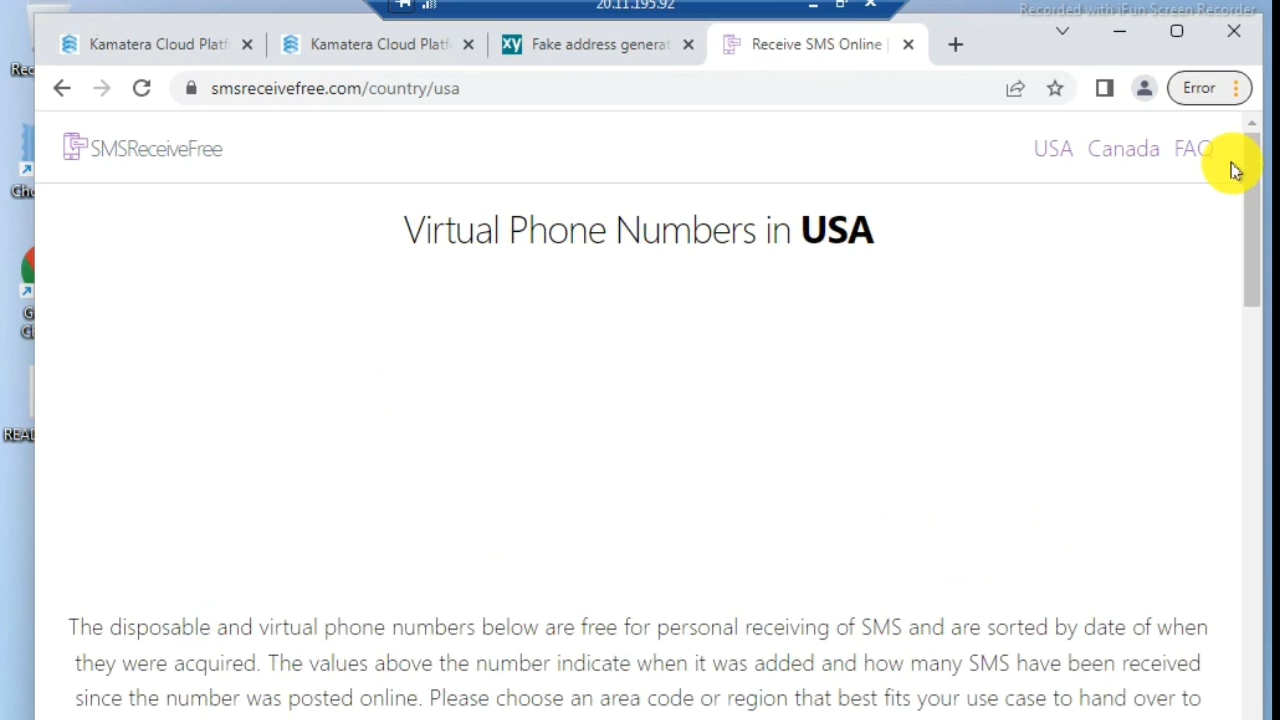 20.11.195.92
Recorded with iFun Screen Recorder
Kamatera Cloud Platf
Kamatera Cloud Platf
Fake address generat
Receive SMS Online |
smsreceivefree.com/country/usa
Error
SMSReceiveFree
USA Canada FAQ
Virtual Phone Numbers in USA
The disposable and virtual phone numbers below are free for personal receiving of SMS and are sorted by date of when
they were acquired. The values above the number indicate when it was added and how many SMS have been received
since the number was posted online. Please choose an area code or region that best fits your use case to hand over to
Rec
Cho
G
Cl
READ